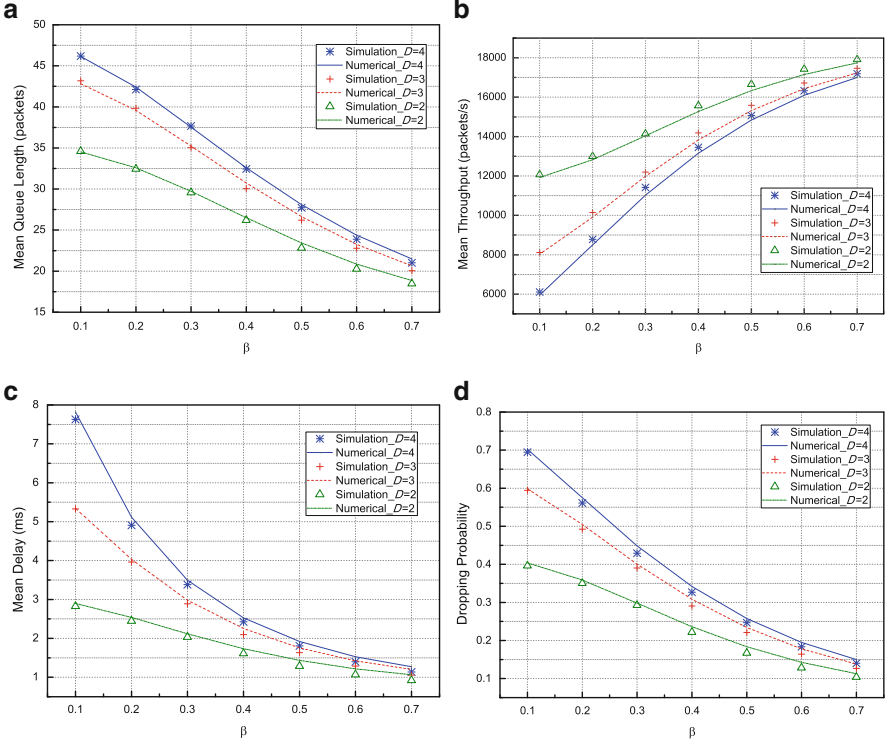 a
Mean Queue Length (packets)
50
45
40
35
30
25
20
15
0.1 0.2 0.3 0.4 0.5 0.6 0.7
β
Simulation_D=4
Numerical_D=4
Simulation_D=3
Numerical_D=3
Simulation_D=2
Numerical_D=2
b
Mean Throughput (packets/s)
18000
16000
14000
12000
10000
8000
6000
0.1 0.2 0.3 0.4 0.5 0.6 0.7
β
Simulation_D=4
Numerical_D=4
Simulation_D=3
Numerical_D=3
Simulation_D=2
Numerical_D=2
c
Mean Delay (ms)
8
7
6
5
4
3
2
1
0.1 0.2 0.3 0.4 0.5 0.6 0.7
β
Simulation_D=4
Numerical_D=4
Simulation_D=3
Numerical_D=3
Simulation_D=2
Numerical_D=2
d
Dropping Probability
0.8
0.7
0.6
0.5
0.4
0.3
0.2
0.1
0.1 0.2 0.3 0.4 0.5 0.6 0.7
β
Simulation_D=4
Numerical_D=4
Simulation_D=3
Numerical_D=3
Simulation_D=2
Numerical_D=2